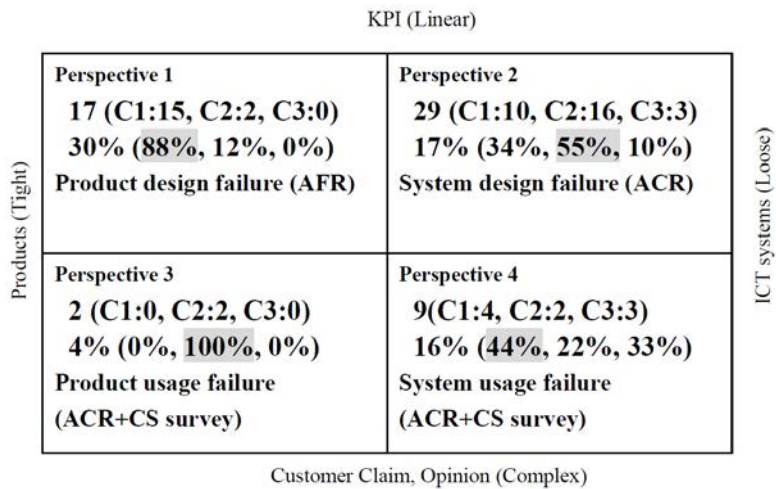 KPI (Linear)
Perspective 1
17 (C1:15, C2:2, C3:0)
30% (88%, 12%, 0%)
Product design failure (AFR)
Perspective 2
29 (C1:10, C2:16, C3:3)
17% (34%, 55%, 10%)
System design failure (ACR)
Products (Tight)
ICT systems (Loose)
Perspective 3
2 (C1:0, C2:2, C3:0)
4% (0%, 100%, 0%)
Product usage failure
(ACR+CS survey)
Perspective 4
9(C1:4, C2:2, C3:3)
16% (44%, 22%, 33%)
System usage failure
(ACR+CS survey)
Customer Claim, Opinion (Complex)